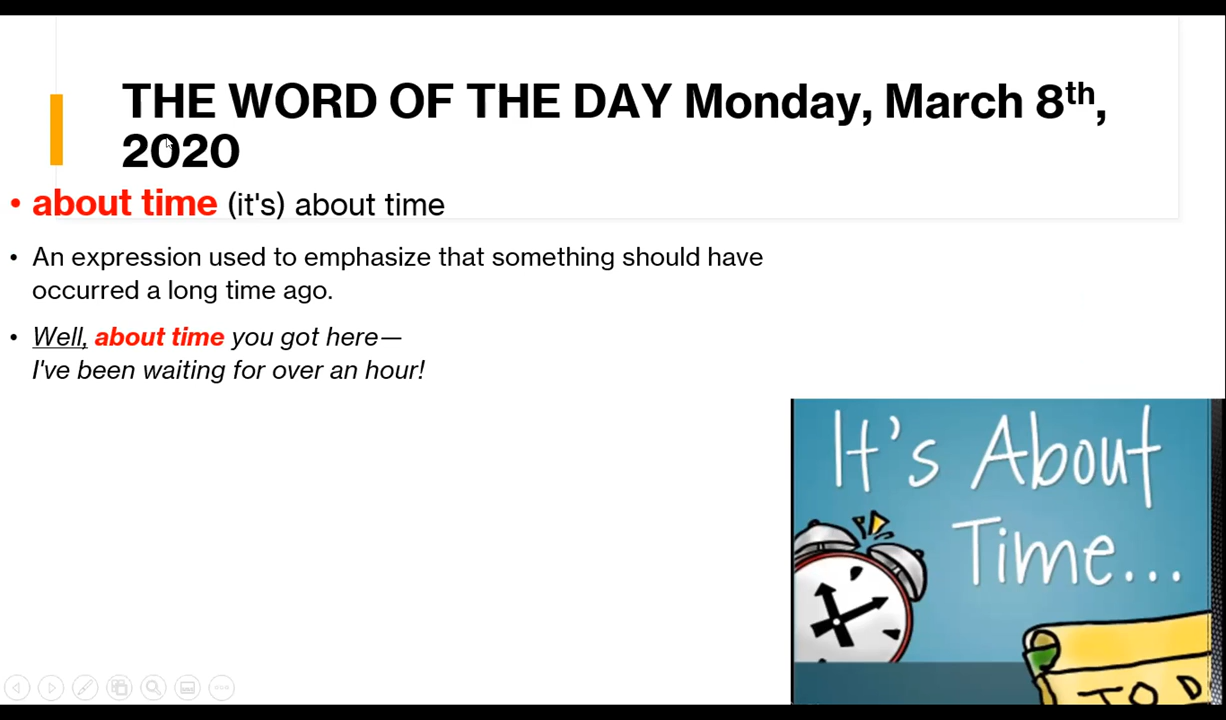 THE WORD OF THE DAY Monday, March 8th,
2020
• about time (it's) about time
• An expression used to emphasize that something should have
occurred a long time ago.
• Well, about time you got here—
I've been waiting for over an hour!
It's About
Time...
TO D